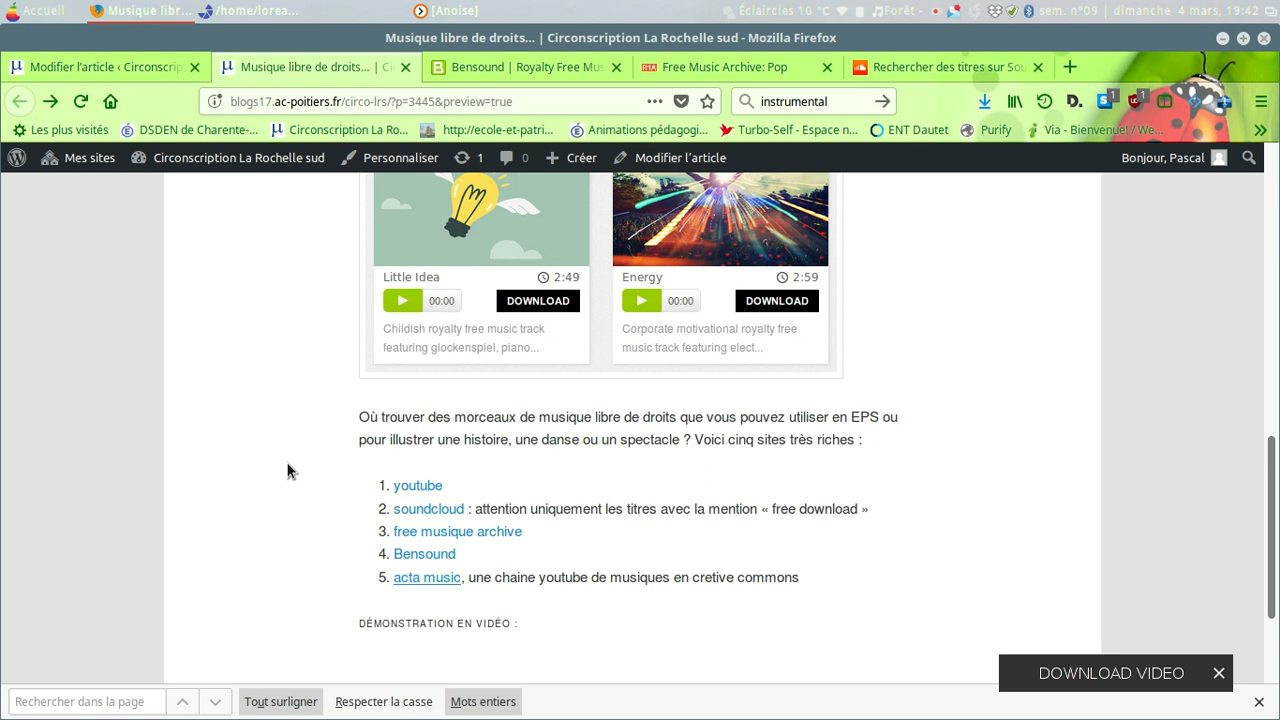 Accueil
Musique libr...
/home/lorea...
[Anoise]
Éclaircies 10 °C
Forêt -
sem. n°09 | dimanche 4 mars, 19:42
Musique libre de droits... | Circonscription La Rochelle sud - Mozilla Firefox
Modifier l'article ‹ Circonscrip
Musique libre de droits... | Ci
Bensound | Royalty Free Mus
Free Music Archive: Pop
Rechercher des titres sur Sou
blogs17.ac-poitiers.fr/circo-lrs/?p=3445&preview=true
instrumental
Les plus visités
DSDEN de Charente-...
Circonscription La Ro...
http://ecole-et-patri...
Animations pédagogi...
Turbo-Self - Espace n...
ENT Dautet
Purify
Via - Bienvenue! / We...
Mes sites
Circonscription La Rochelle sud
Personnaliser
1
0
Créer
Modifier l'article
Bonjour, Pascal
Little Idea 2:49
Energy 2:59
00:00 DOWNLOAD
00:00 DOWNLOAD
Childish royalty free music track
featuring glockenspiel, piano...
Corporate motivational royalty free
music track featuring elect...
Où trouver des morceaux de musique libre de droits que vous pouvez utiliser en EPS ou
pour illustrer une histoire, une danse ou un spectacle ? Voici cinq sites très riches :
1. youtube
2. soundcloud : attention uniquement les titres avec la mention « free download »
3. free musique archive
4. Bensound
5. acta music, une chaine youtube de musiques en cretive commons
DÉMONSTRATION EN VIDÉO :
DOWNLOAD VIDEO
Rechercher dans la page
Tout surligner
Respecter la casse
Mots entiers